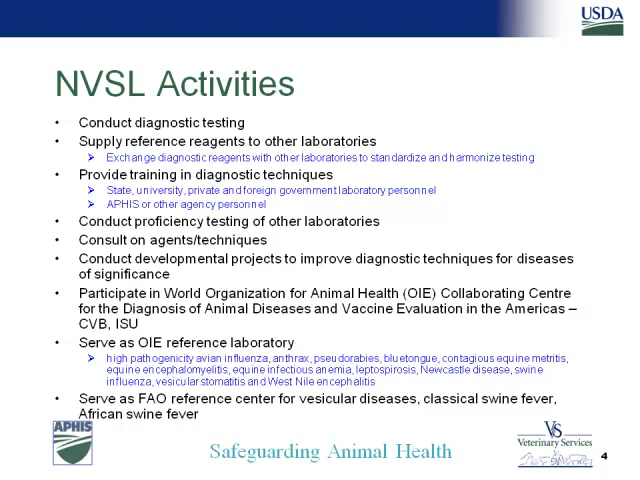 USDA
NVSL Activities
• Conduct diagnostic testing
• Supply reference reagents to other laboratories
➢ Exchange diagnostic reagents with other laboratories to standardize and harmonize testing
• Provide training in diagnostic techniques
➢ State, university, private and foreign government laboratory personnel
➢ APHIS or other agency personnel
• Conduct proficiency testing of other laboratories
• Consult on agents/techniques
• Conduct developmental projects to improve diagnostic techniques for diseases
of significance
• Participate in World Organization for Animal Health (OIE) Collaborating Centre
for the Diagnosis of Animal Diseases and Vaccine Evaluation in the Americas –
CVB, ISU
• Serve as OIE reference laboratory
➢ high pathogenicity avian influenza, anthrax, pseudorabies, bluetongue, contagious equine metritis,
equine encephalomyelitis, equine infectious anemia, leptospirosis, Newcastle disease, swine
influenza, vesicular stomatitis and West Nile encephalitis
• Serve as FAO reference center for vesicular diseases, classical swine fever,
African swine fever
APHIS
Safeguarding Animal Health
VS
Veterinary Services
4